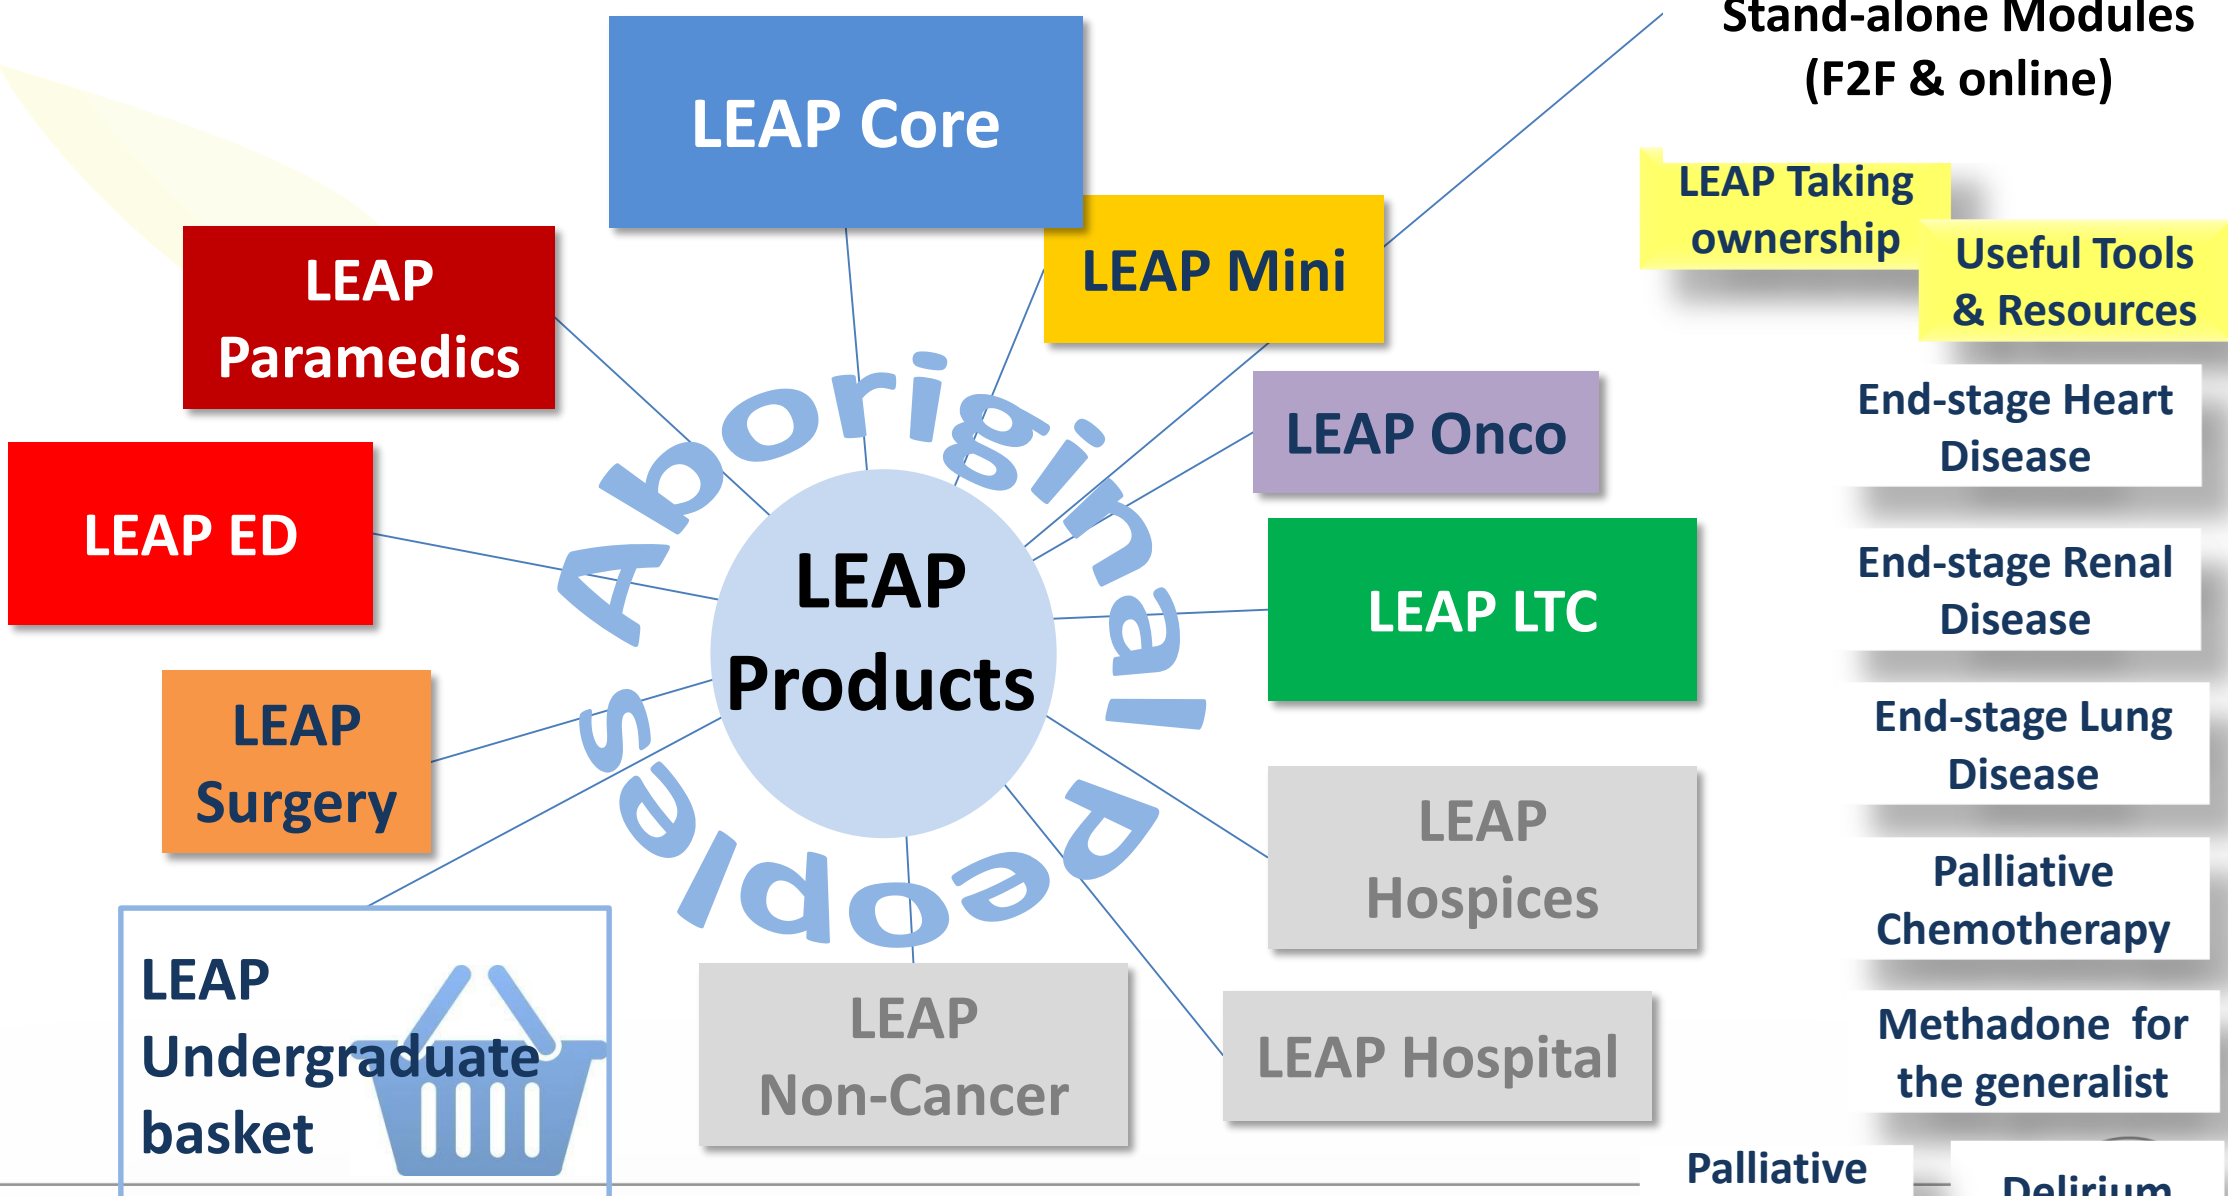 Stand-alone Modules
(F2F & online)
LEAP Core
LEAP Taking
ownership
LEAP Mini
Useful Tools
& Resources
LEAP
Paramedics
End-stage Heart
Disease
LEAP Onco
LEAP ED
Aboriginal
Peoples
LEAP
Products
LEAP LTC
End-stage Renal
Disease
LEAP
Surgery
End-stage Lung
Disease
LEAP
Hospices
Palliative
Chemotherapy
LEAP
Undergraduate
basket
LEAP
Non-Cancer
LEAP Hospital
Methadone for
the generalist
Palliative
Delirium